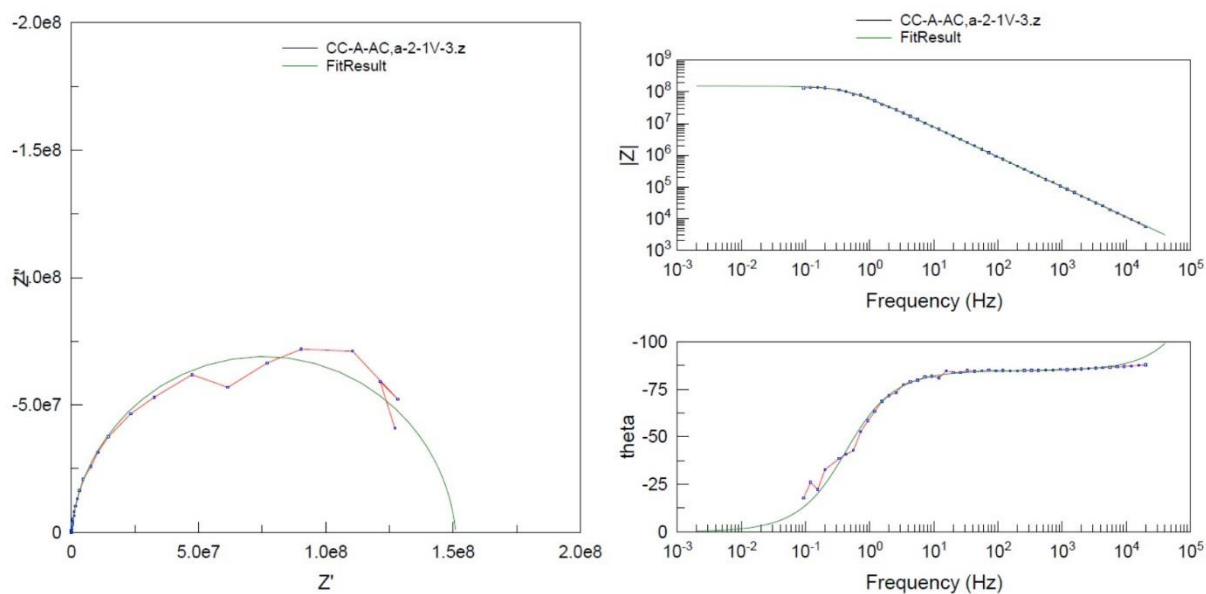 CC-A-AC,a-2-1V-3.z
FitResult
-2.0e8
-1.5e8
-1.0e8
-5.0e7
0
Z''
0
5.0e7
1.0e8
1.5e8
2.0e8
Z'
CC-A-AC,a-2-1V-3.z
FitResult
10^9
10^8
10^7
10^6
10^5
10^4
10^3
|Z|
10^-3
10^-2
10^-1
10^0
10^1
10^2
10^3
10^4
10^5
Frequency (Hz)
-100
-75
-50
-25
0
theta
10^-3
10^-2
10^-1
10^0
10^1
10^2
10^3
10^4
10^5
Frequency (Hz)